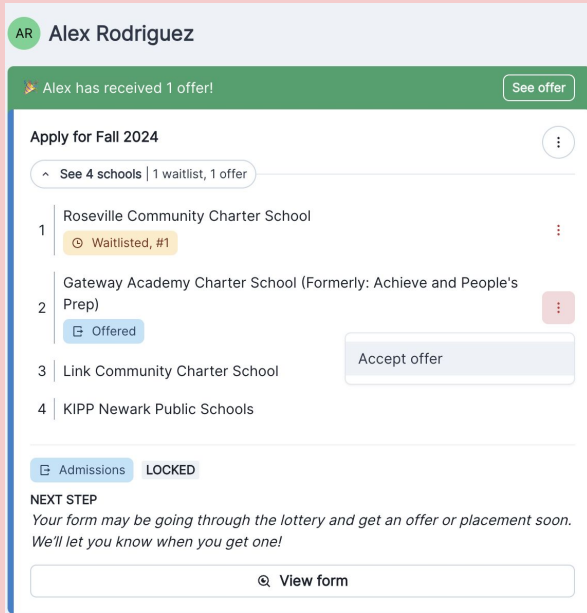 AR Alex Rodriguez
🎉 Alex has received 1 offer! See offer
Apply for Fall 2024
See 4 schools | 1 waitlist, 1 offer
1 Roseville Community Charter School
Waitlisted, #1
2 Gateway Academy Charter School (Formerly: Achieve and People's
Prep)
Offered
Accept offer
3 Link Community Charter School
4 KIPP Newark Public Schools
Admissions LOCKED
NEXT STEP
Your form may be going through the lottery and get an offer or placement soon.
We'll let you know when you get one!
View form